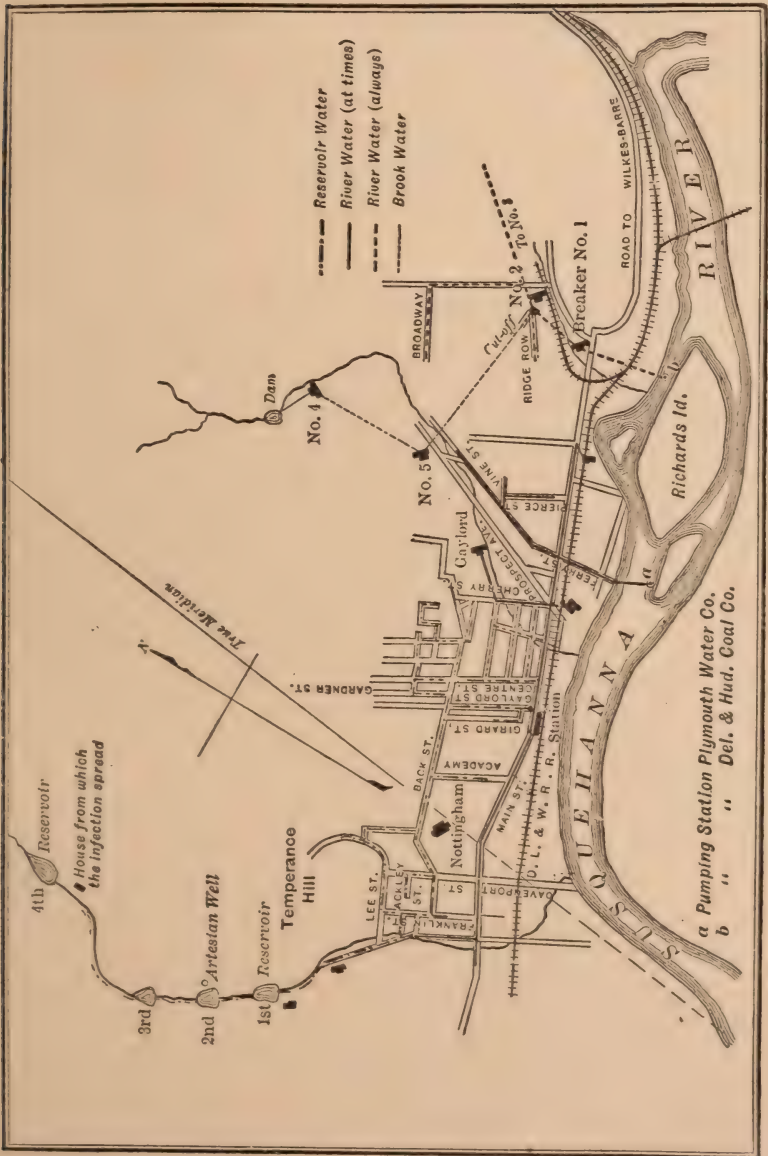 4th Reservoir
House from which
the infection spread
3rd
2nd
Artesian Well
1st
Reservoir
Temperance
Hill
N.
True Meridian
Dam
No. 4
No. 5
Reservoir Water
River Water (at times)
River Water (always)
Brook Water
BROADWAY
Cut-off
No. 2
To No. 3
RIDGE ROW
Breaker No. 1
ROAD TO WILKES-BARRE
LEE ST.
ACKLEY
ST.
FRANKLIN ST.
DAVENPORT ST
Nottingham
BACK ST.
ACADEMY
MAIN ST.
GIRARD ST.
GAYLORD ST
CENTRE ST.
GARDNER ST.
CHERRY ST.
Gaylord
PROSPECT AVE.
VINE ST.
PIERCE ST
FERRY ST.
D. L. & W. R. R. Station
SUSQUEHANNA RIVER
Richards Id.
a
b
a Pumping Station Plymouth Water Co.
b " " Del. & Hud. Coal Co.